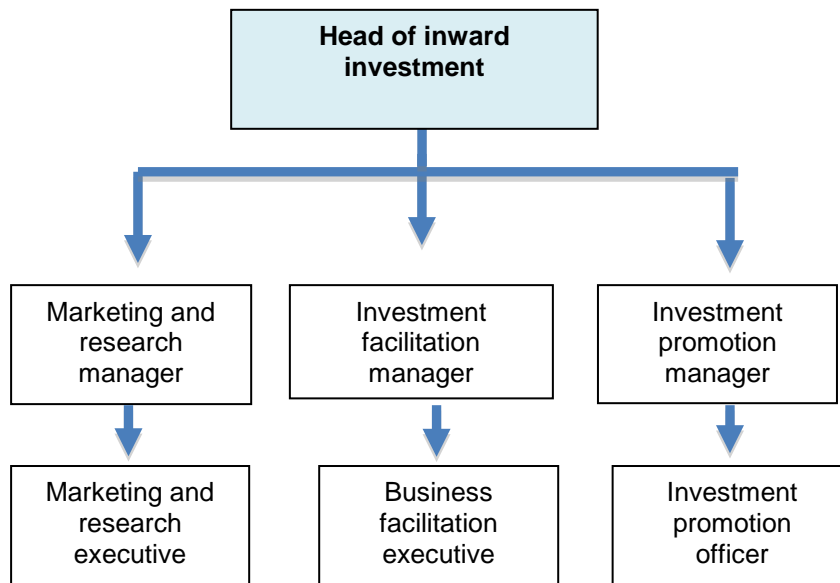 Head of inward
investment
Marketing and
research
manager
Investment
facilitation
manager
Investment
promotion
manager
Marketing and
research
executive
Business
facilitation
executive
Investment
promotion
officer